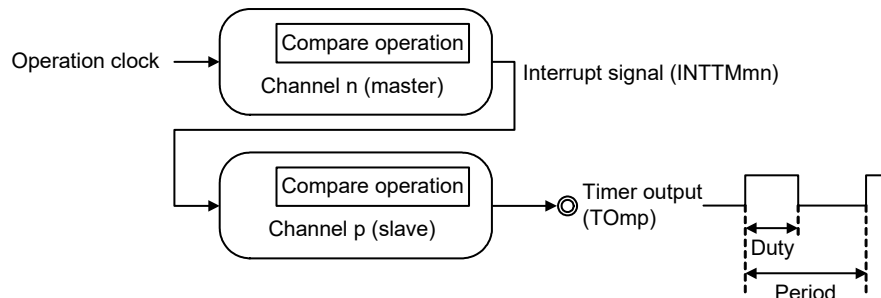 Compare operation
Operation clock
Channel n (master)
Interrupt signal (INTTMmn)
Compare operation
Channel p (slave)
Timer output
(TOmp)
Duty
Period